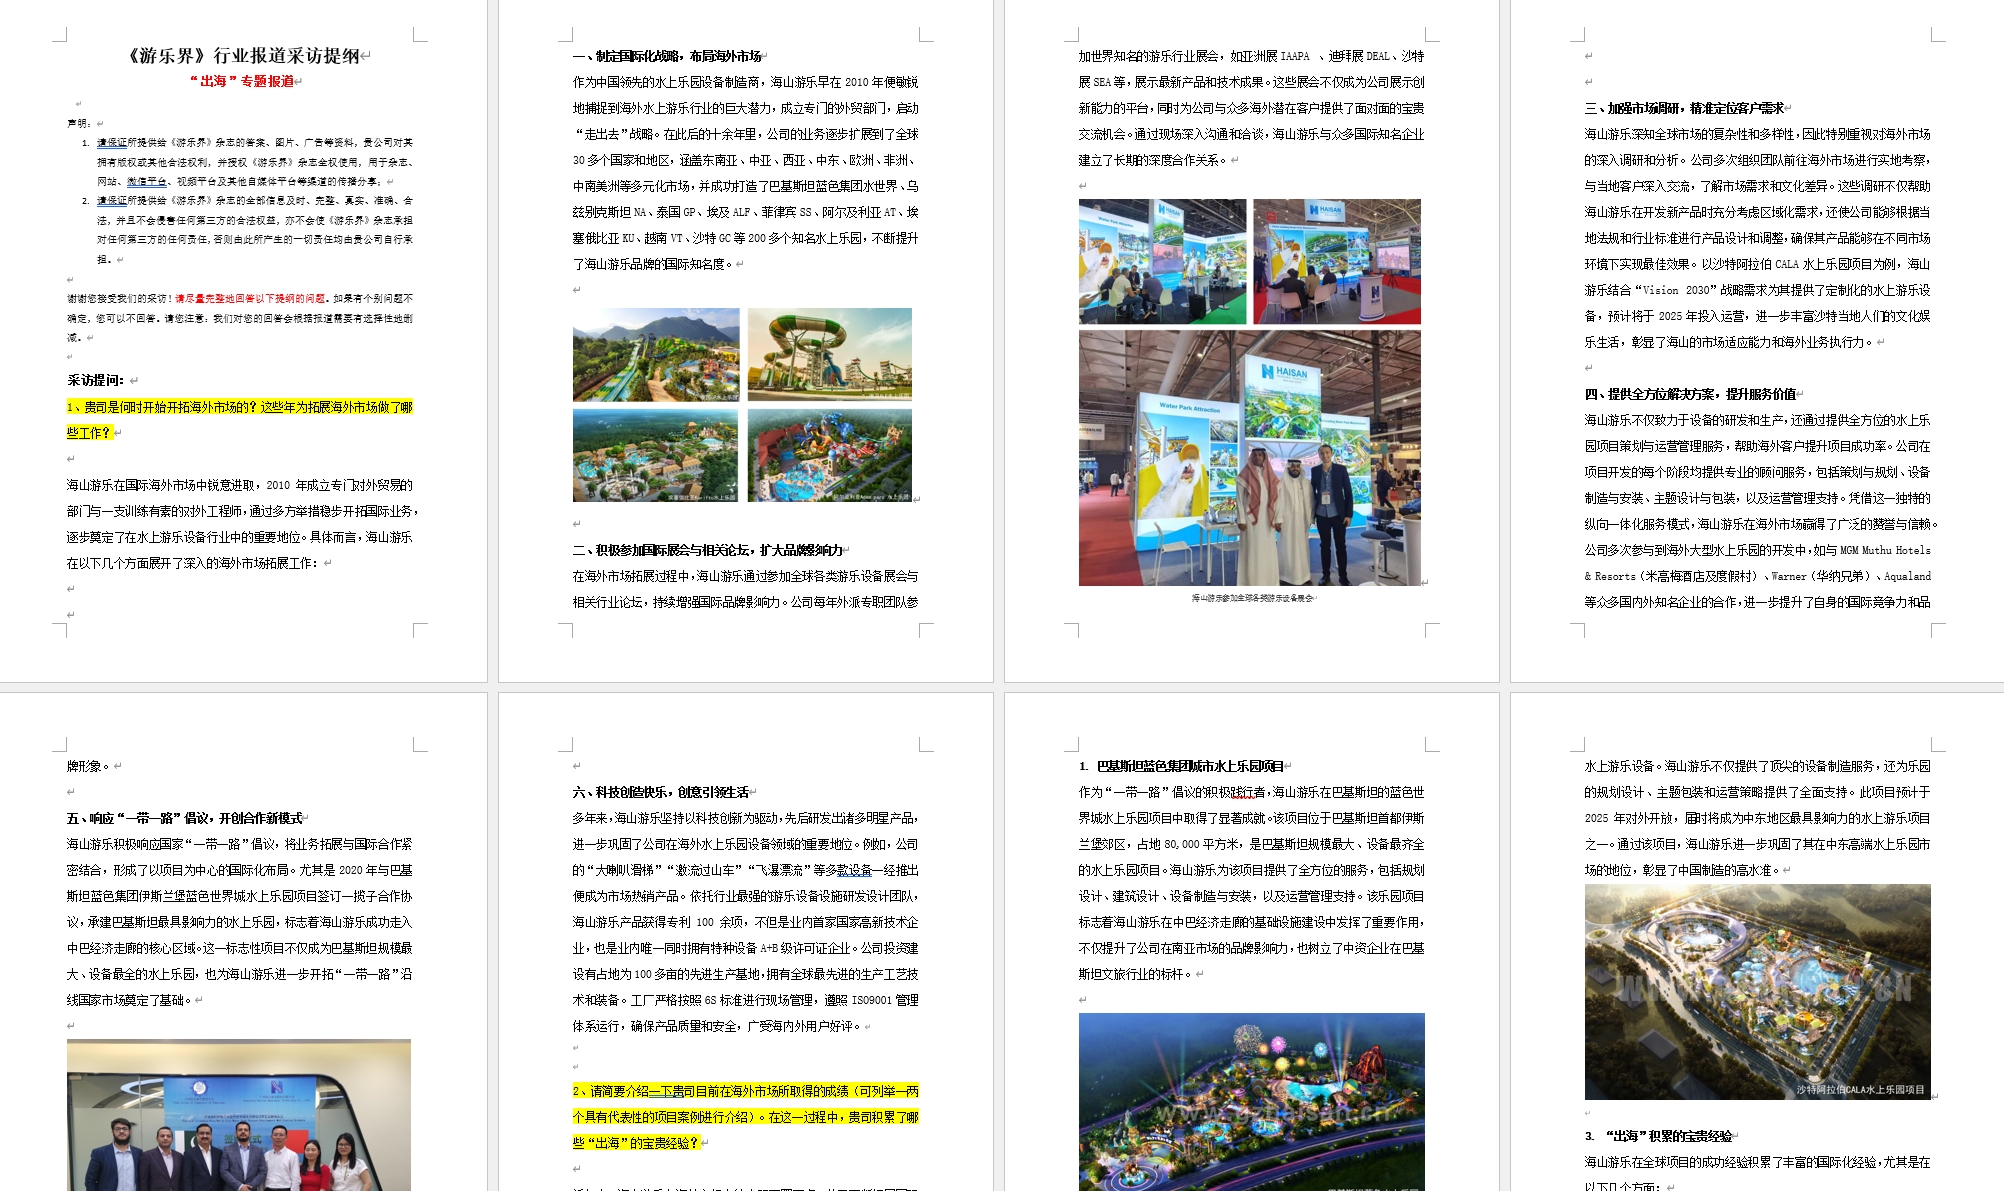 《游乐界》行业报道采访提纲
“出海”专题报道
声明：
1. 请保证所提供给《游乐界》杂志的答案、图片、广告等资料，贵公司对其
拥有版权或其他合法权利，并授权《游乐界》杂志全权使用，用于杂志、
网站、微信平台、视频平台及其他自媒体平台等渠道的传播分享；
2. 请保证所提供给《游乐界》杂志的全部信息及时、完整、真实、准确、合
法，并且不会侵害任何第三方的合法权益，亦不会使《游乐界》杂志承担
对任何第三方的任何责任，否则由此所产生的一切责任均由贵公司自行承
担。
谢谢您接受我们的采访！请尽量完整地回答以下提纲的问题。如果有个别问题不
确定，您可以不回答。请您注意：我们对您的回答会根据报道需要有选择性地删
减。
采访提问：
1、贵司是何时开始开拓海外市场的？这些年为拓展海外市场做了哪
些工作？
海山游乐在国际海外市场中锐意进取，2010 年成立专门对外贸易的
部门与一支训练有素的对外工程师，通过多方举措稳步开拓国际业务，
逐步奠定了在水上游乐设备行业中的重要地位。具体而言，海山游乐
在以下几个方面展开了深入的海外市场拓展工作：
一、制定国际化战略，布局海外市场
作为中国领先的水上乐园设备制造商，海山游乐早在 2010 年便敏锐
地捕捉到海外水上游乐行业的巨大潜力，成立专门的外贸部门，启动
“走出去”战略。在此后的十余年里，公司的业务逐步扩展到了全球
30 多个国家和地区，涵盖东南亚、中亚、西亚、中东、欧洲、非洲、
中南美洲等多元化市场，并成功打造了巴基斯坦蓝色集团水世界、乌
兹别克斯坦 NA、泰国 GP、埃及 ALF、菲律宾 SS、阿尔及利亚 AT、埃
塞俄比亚 KU、越南 VT、沙特 GC 等 200 多个知名水上乐园，不断提升
了海山游乐品牌的国际知名度。
二、积极参加国际展会与相关论坛，扩大品牌影响力
在海外市场拓展过程中，海山游乐通过参加全球各类游乐设备展会与
相关行业论坛，持续增强国际品牌影响力。公司每年外派专职团队参
加世界知名的游乐行业展会，如亚洲展 IAAPA 、迪拜展 DEAL、沙特
展 SEA 等，展示最新产品和技术成果。这些展会不仅成为公司展示创
新能力的平台，同时为公司与众多海外潜在客户提供了面对面的宝贵
交流机会。通过现场深入沟通和会谈，海山游乐与众多国际知名企业
建立了长期的深度合作关系。
HAISAN
HAISAN
HAISAN
Water Park Attraction
海山游乐参加全球各类游乐设备展会
三、加强市场调研，精准定位客户需求
海山游乐深知全球市场的复杂性和多样性，因此特别重视对海外市场
的深入调研和分析。公司多次组织团队前往海外市场进行实地考察，
与当地客户深入交流，了解市场需求和文化差异。这些调研不仅帮助
海山游乐在开发新产品时充分考虑区域化需求，还使公司能够根据当
地法规和行业标准进行产品设计和调整，确保其产品能够在不同市场
环境下实现最佳效果。以沙特阿拉伯 CALA 水上乐园项目为例，海山
游乐结合“Vision 2030”战略需求为其提供了定制化的水上游乐设
备，预计将于 2025 年投入运营，进一步丰富沙特当地人们的文化娱
乐生活，彰显了海山的市场适应能力和海外业务执行力。
四、提供全方位解决方案，提升服务价值
海山游乐不仅致力于设备的研发和生产，还通过提供全方位的水上乐
园项目策划与运营管理服务，帮助海外客户提升项目成功率。公司在
项目开发的每个阶段均提供专业的顾问服务，包括策划与规划、设备
制造与安装、主题设计与包装，以及运营管理支持。凭借这一独特的
纵向一体化服务模式，海山游乐在海外市场赢得了广泛的赞誉与信赖。
公司多次参与到海外大型水上乐园的开发中，如与 MGM Muthu Hotels
& Resorts（米高梅酒店及度假村）、Warner（华纳兄弟）、Aqualand
等众多国内外知名企业的合作，进一步提升了自身的国际竞争力和品
牌形象。
五、响应“一带一路”倡议，开创合作新模式
海山游乐积极响应国家“一带一路”倡议，将业务拓展与国际合作紧
密结合，形成了以项目为中心的国际化布局。尤其是 2020 年与巴基
斯坦蓝色集团伊斯兰堡蓝色世界城水上乐园项目签订一揽子合作协
议，承建巴基斯坦最具影响力的水上乐园，标志着海山游乐成功走入
中巴经济走廊的核心区域。这一标志性项目不仅成为巴基斯坦规模最
大、设备最全的水上乐园，也为海山游乐进一步开拓“一带一路”沿
线国家市场奠定了基础。
六、科技创造快乐，创意引领生活
多年来，海山游乐坚持以科技创新为驱动，先后研发出诸多明星产品，
进一步巩固了公司在海外水上乐园设备领域的重要地位。例如，公司
的“大喇叭滑梯”“激流过山车”“飞瀑漂流”等多款设备一经推出
便成为市场热销产品。依托行业最强的游乐设备设施研发设计团队，
海山游乐产品获得专利 100 余项，不但是业内首家国家高新技术企
业，也是业内唯一同时拥有特种设备 A+B 级许可证企业。公司投资建
设有占地为 100 多亩的先进生产基地，拥有全球最先进的生产工艺技
术和装备。工厂严格按照 6S 标准进行现场管理，遵照 ISO9001 管理
体系运行，确保产品质量和安全，广受海内外用户好评。
2、请简要介绍一下贵司目前在海外市场所取得的成绩（可列举一两
个具有代表性的项目案例进行介绍）。在这一过程中，贵司积累了哪
些“出海”的宝贵经验？
1. 巴基斯坦蓝色集团城市水上乐园项目
作为“一带一路”倡议的积极践行者，海山游乐在巴基斯坦的蓝色世
界城水上乐园项目中取得了显著成就。该项目位于巴基斯坦首都伊斯
兰堡郊区，占地 80,000 平方米，是巴基斯坦规模最大、设备最齐全
的水上乐园。海山游乐为该项目提供了全方位的服务，包括规划
设计、建筑设计、设备制造与安装，以及运营管理支持。该乐园项目
标志着海山游乐在中巴经济走廊的基础设施建设中发挥了重要作用，
不仅提升了公司在南亚市场的品牌影响力，也树立了中资企业在巴基
斯坦文旅行业的标杆。
水上游乐设备。海山游乐不仅提供了顶尖的设备制造服务，还为乐园
的规划设计、主题包装和运营策略提供了全面支持。此项目预计于
2025 年对外开放，届时将成为中东地区最具影响力的水上游乐项目
之一。通过该项目，海山游乐进一步巩固了其在中东高端水上乐园市
场的地位，彰显了中国制造的高水准。
沙特阿拉伯CALA水上乐园项目
3. “出海”积累的宝贵经验
海山游乐在全球项目的成功经验积累了丰富的国际化经验，尤其是在
以下几个方面：